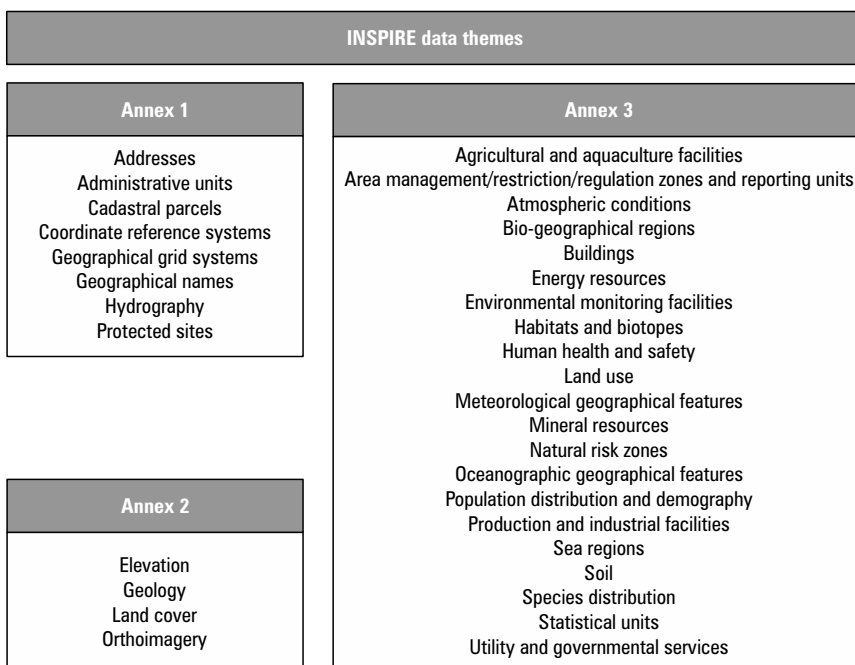 INSPIRE data themes
Annex 1
Addresses
Administrative units
Cadastral parcels
Coordinate reference systems
Geographical grid systems
Geographical names
Hydrography
Protected sites
Annex 2
Elevation
Geology
Land cover
Orthoimagery
Annex 3
Agricultural and aquaculture facilities
Area management/restriction/regulation zones and reporting units
Atmospheric conditions
Bio-geographical regions
Buildings
Energy resources
Environmental monitoring facilities
Habitats and biotopes
Human health and safety
Land use
Meteorological geographical features
Mineral resources
Natural risk zones
Oceanographic geographical features
Population distribution and demography
Production and industrial facilities
Sea regions
Soil
Species distribution
Statistical units
Utility and governmental services